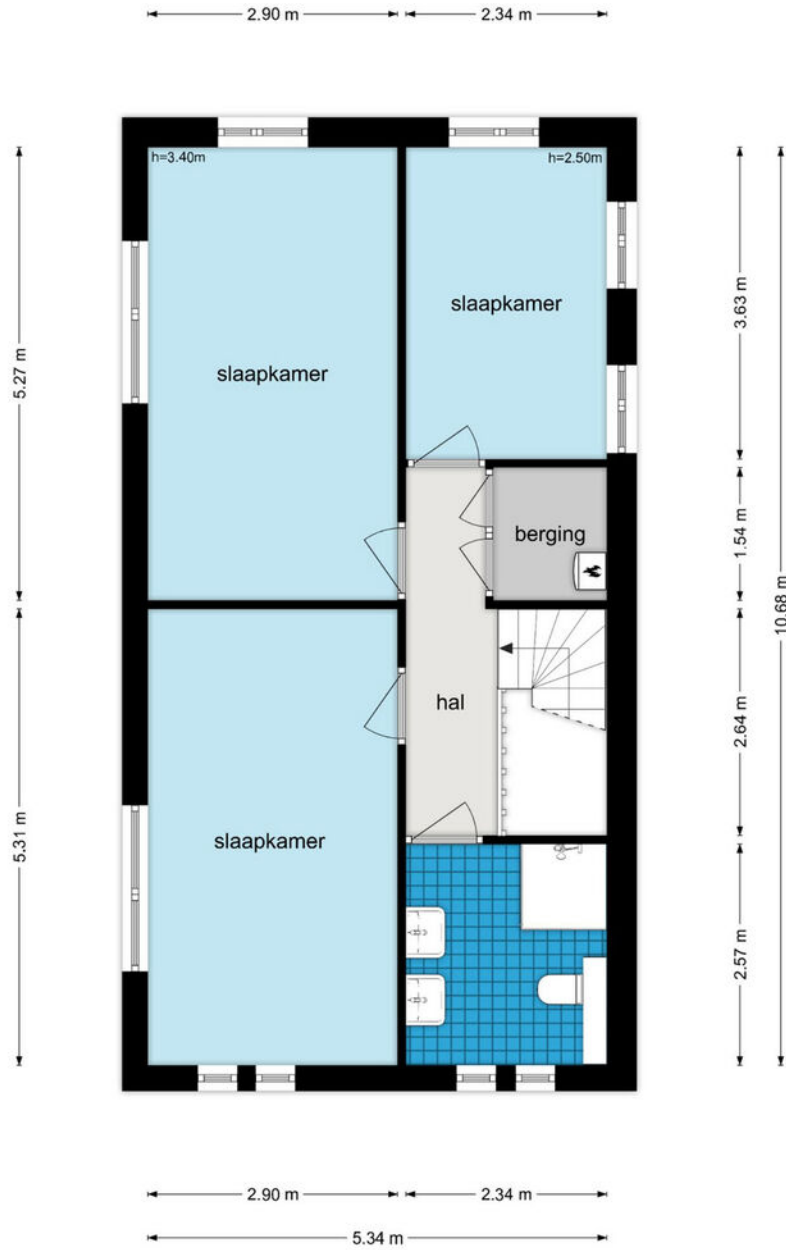 2.90 m
2.34 m
h=3.40m
h=2.50m
slaapkamer
3.63 m
slaapkamer
5.27 m
berging
1.54 m
10.68 m
hal
2.64 m
slaapkamer
5.31 m
2.57 m
2.90 m
2.34 m
5.34 m